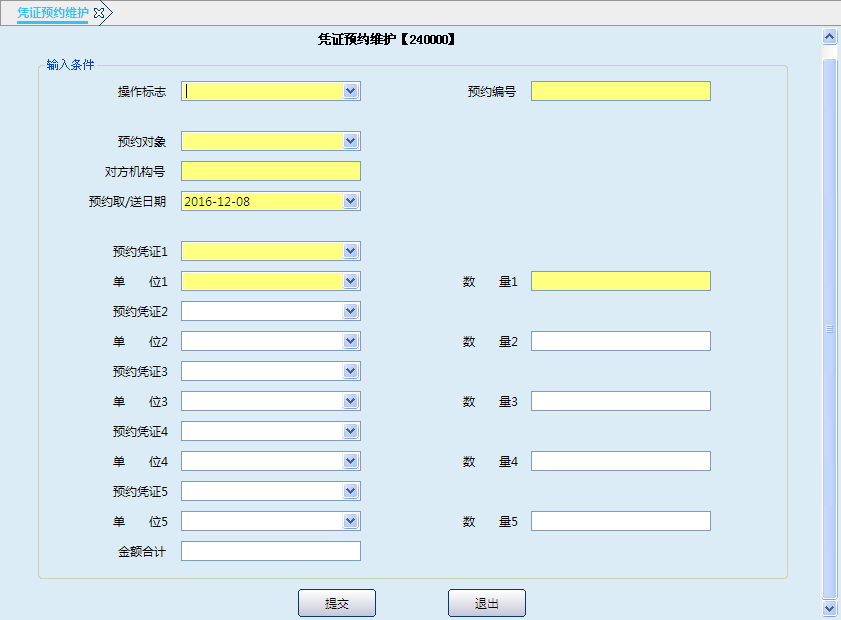 凭证预约维护
凭证预约维护【240000】
输入条件
操作标志 预约编号
预约对象
对方机构号
预约取/送日期 2016-12-08
预约凭证1
单 位1 数 量1
预约凭证2
单 位2 数 量2
预约凭证3
单 位3 数 量3
预约凭证4
单 位4 数 量4
预约凭证5
单 位5 数 量5
金额合计
提交 退出